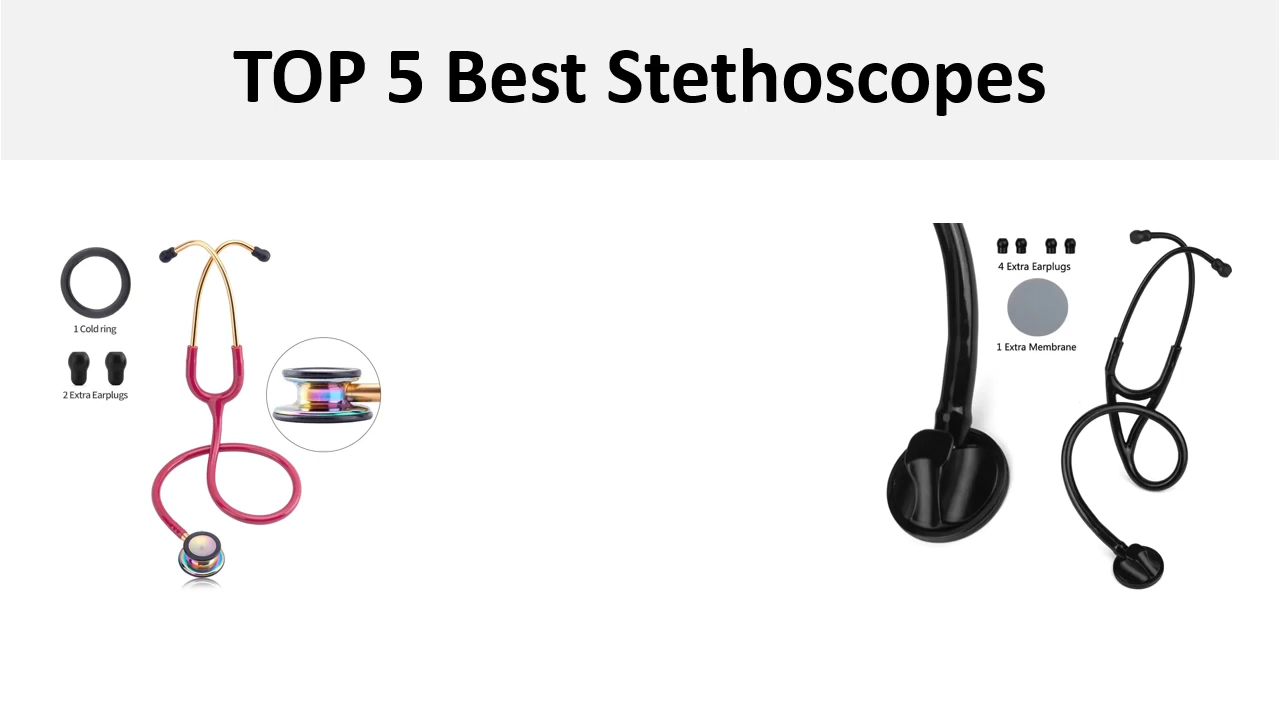 TOP 5 Best Stethoscopes
1 Cold ring
2 Extra Earplugs
4 Extra Earplugs
1 Extra Membrane